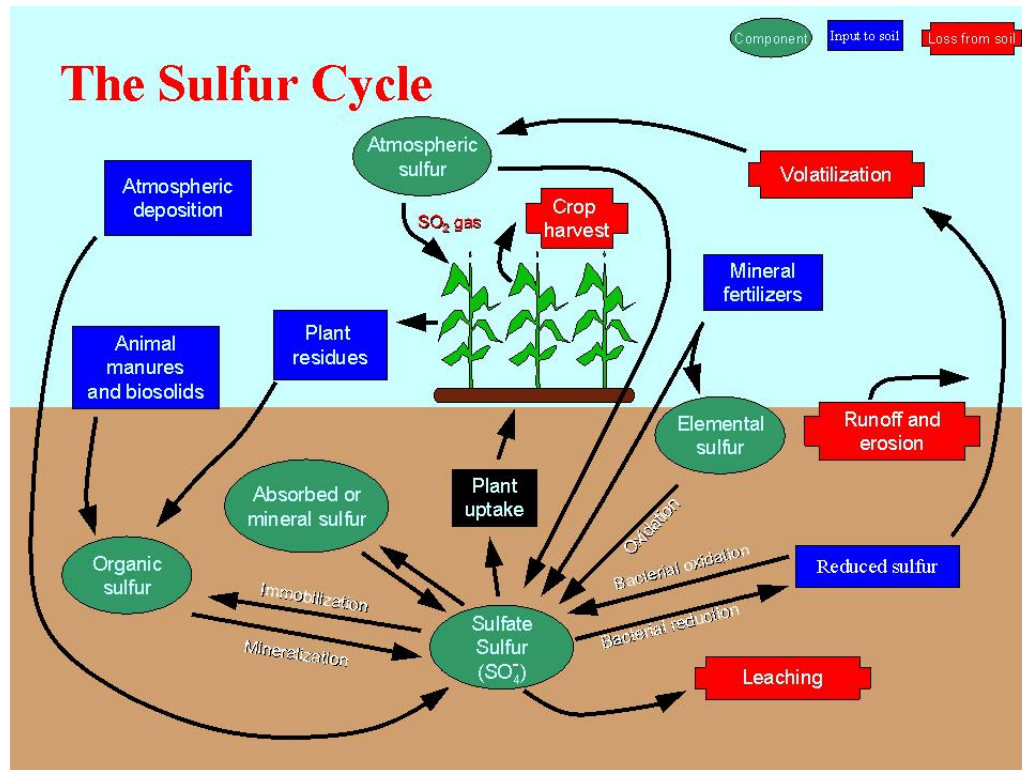 Component
Input to soil
Loss from soil
The Sulfur Cycle
Atmospheric
sulfur
Volatilization
Atmospheric
deposition
SO₂ gas
Crop
harvest
Mineral
fertilizers
Animal
manures
and biosolids
Plant
residues
Elemental
sulfur
Runoff and
erosion
Absorbed or
mineral sulfur
Plant
uptake
Oxidation
Organic
sulfur
Immobilization
Mineralization
Bacterial oxidation
Reduced sulfur
Bacterial reduction
Sulfate
Sulfur
(SO₄⁻)
Leaching